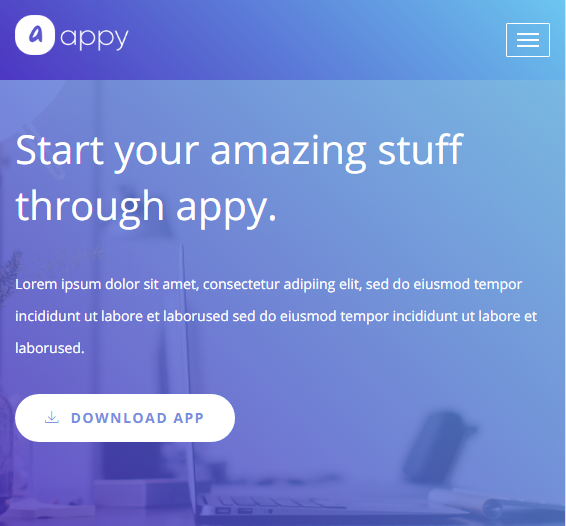 a appy
Start your amazing stuff
through appy.
Lorem ipsum dolor sit amet, consectetur adipiing elit, sed do eiusmod tempor
incididunt ut labore et laborused sed do eiusmod tempor incididunt ut labore et
laborused.
DOWNLOAD APP